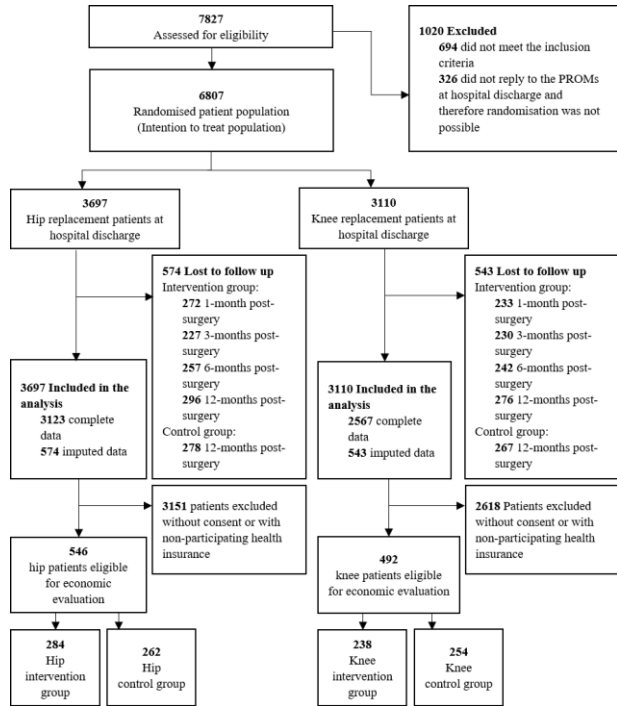 7827
Assessed for eligibility
1020 Excluded
694 did not meet the inclusion
criteria
326 did not reply to the PROMs
at hospital discharge and
therefore randomisation was not
possible
6807
Randomised patient population
(Intention to treat population)
3697
Hip replacement patients at
hospital discharge
3110
Knee replacement patients at
hospital discharge
574 Lost to follow up
Intervention group:
272 1-month post-
surgery
227 3-months post-
surgery
257 6-months post-
surgery
296 12-months post-
surgery
Control group:
278 12-months post-
surgery
543 Lost to follow up
Intervention group:
233 1-month post-
surgery
230 3-months post-
surgery
242 6-months post-
surgery
276 12-months post-
surgery
Control group:
267 12-months post-
surgery
3697 Included in the
analysis
3123 complete
data
574 imputed data
3110 Included in the
analysis
2567 complete
data
543 imputed data
3151 patients excluded
without consent or with
non-participating health
insurance
2618 Patients excluded
without consent or with
non-participating health
insurance
546
hip patients eligible
for economic
evaluation
492
knee patients eligible
for economic evaluation
284
Hip
intervention
group
262
Hip
control group
238
Knee
intervention
group
254
Knee
control group